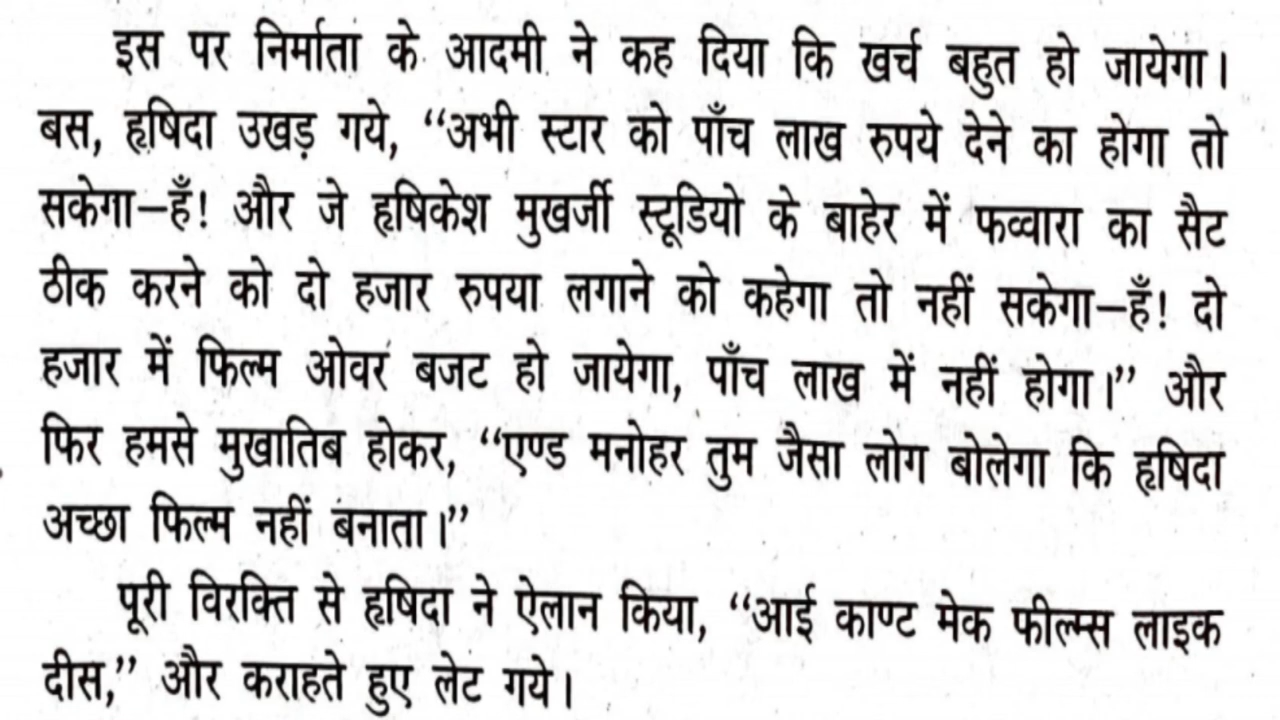 इस पर निर्माता के आदमी ने कह दिया कि खर्च बहुत हो जायेगा।
बस, हृषिदा उखड़ गये, “अभी स्टार को पाँच लाख रुपये देने का होगा तो
सकेगा—हँ! और जे हृषिकेश मुखर्जी स्टूडियो के बाहेर में फव्वारा का सैट
ठीक करने को दो हजार रुपया लगाने को कहेगा तो नहीं सकेगा—हँ! दो
हजार में फिल्म ओवर बजट हो जायेगा, पाँच लाख में नहीं होगा।” और
फिर हमसे मुखातिब होकर, “एण्ड मनोहर तुम जैसा लोग बोलेगा कि हृषिदा
अच्छा फिल्म नहीं बनाता।”
पूरी विरक्ति से हृषिदा ने ऐलान किया, “आई काण्ट मेक फील्म्स लाइक
दीस,” और कराहते हुए लेट गये।